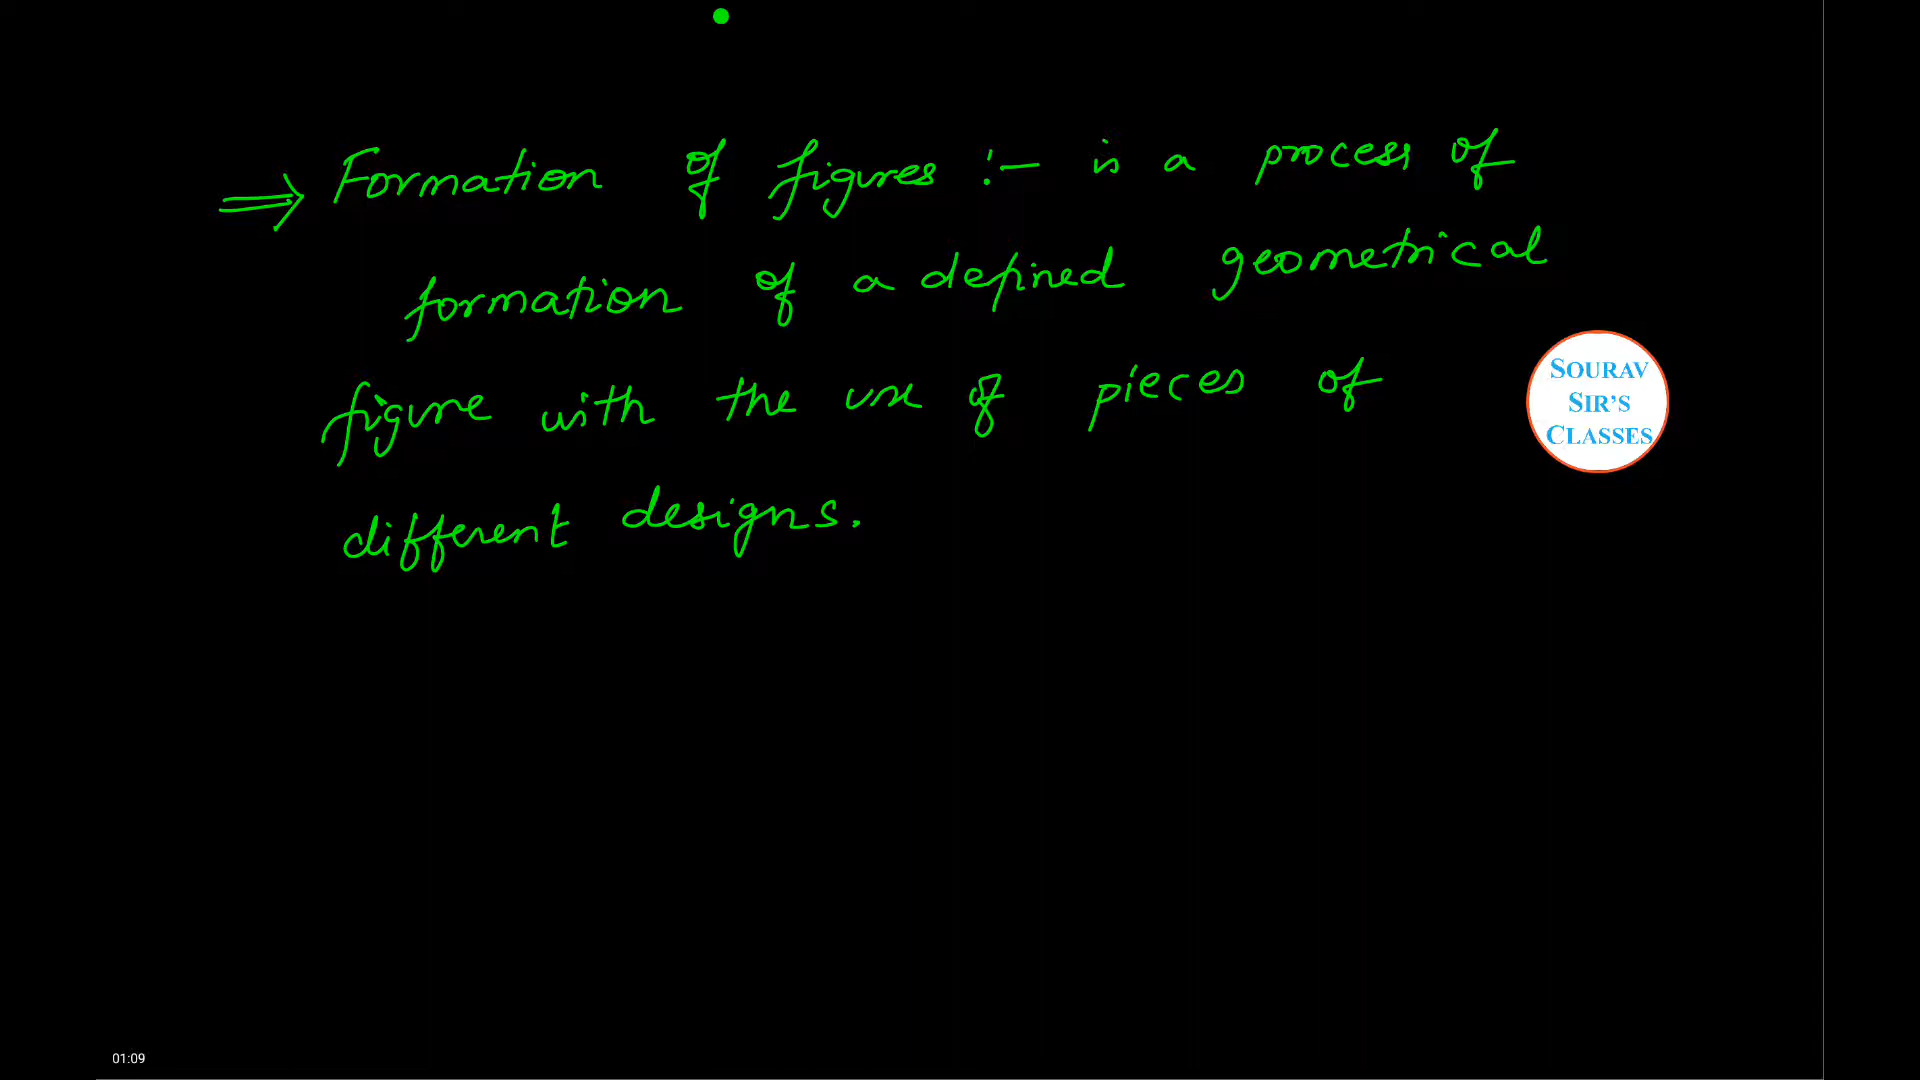 ⇒ Formation of figures :- is a process of
formation of a defined geometrical
figure with the use of pieces of
different designs.
SOURAV
SIR'S
CLASSES
01:09